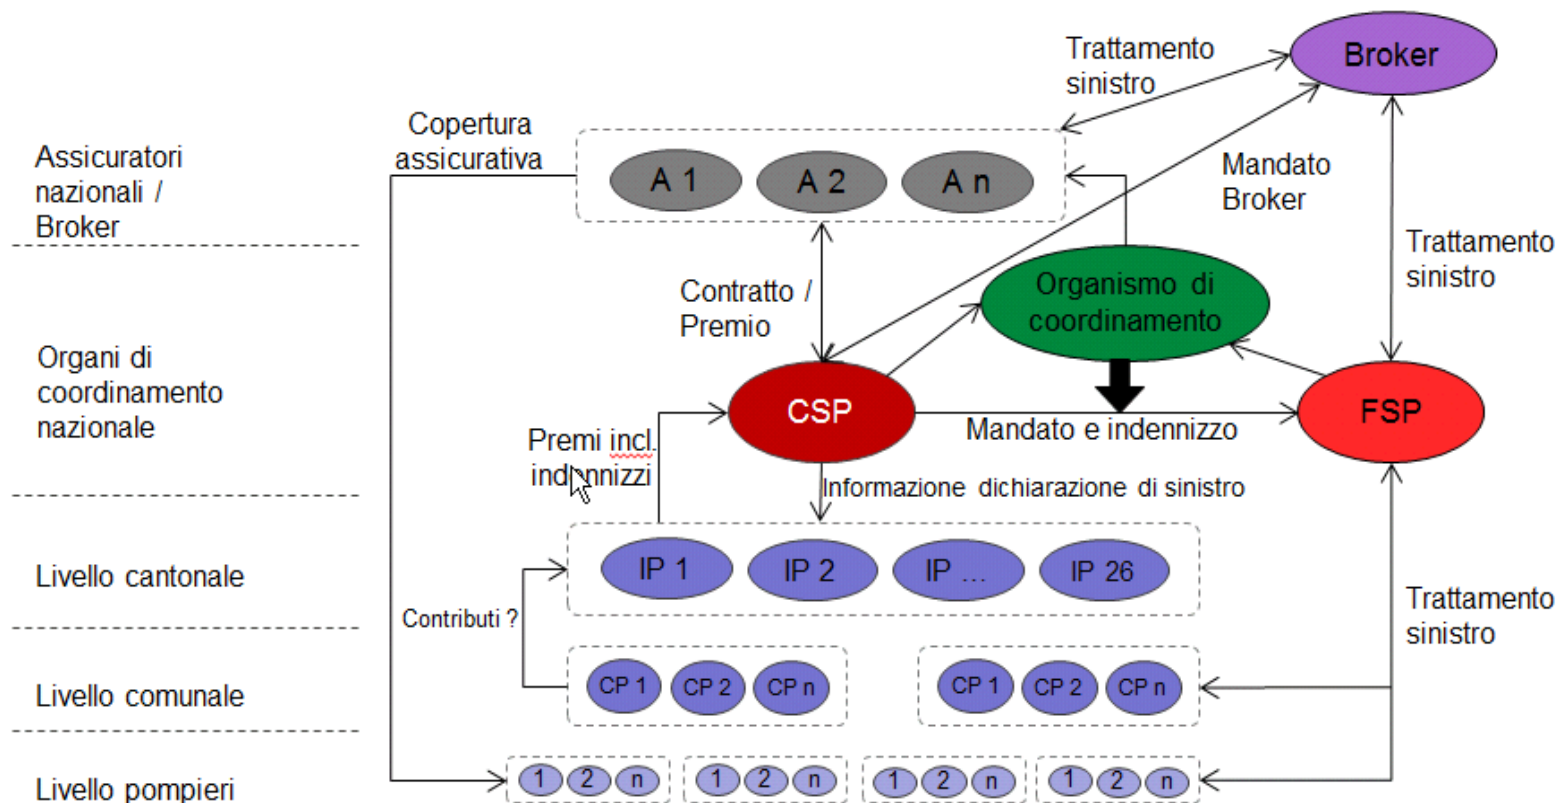 Trattamento
sinistro
Broker
Copertura
assicurativa
Assicuratori
nazionali /
Broker
A 1
A 2
A n
Mandato
Broker
Trattamento
sinistro
Contratto /
Premio
Organismo di
coordinamento
Organi di
coordinamento
nazionale
CSP
FSP
Mandato e indennizzo
Premi incl.
indennizzi
Informazione dichiarazione di sinistro
Livello cantonale
IP 1
IP 2
IP ...
IP 26
Contributi ?
Trattamento
sinistro
Livello comunale
CP 1
CP 2
CP n
CP 1
CP 2
CP n
Livello pompieri
1
2
n
1
2
n
1
2
n
1
2
n